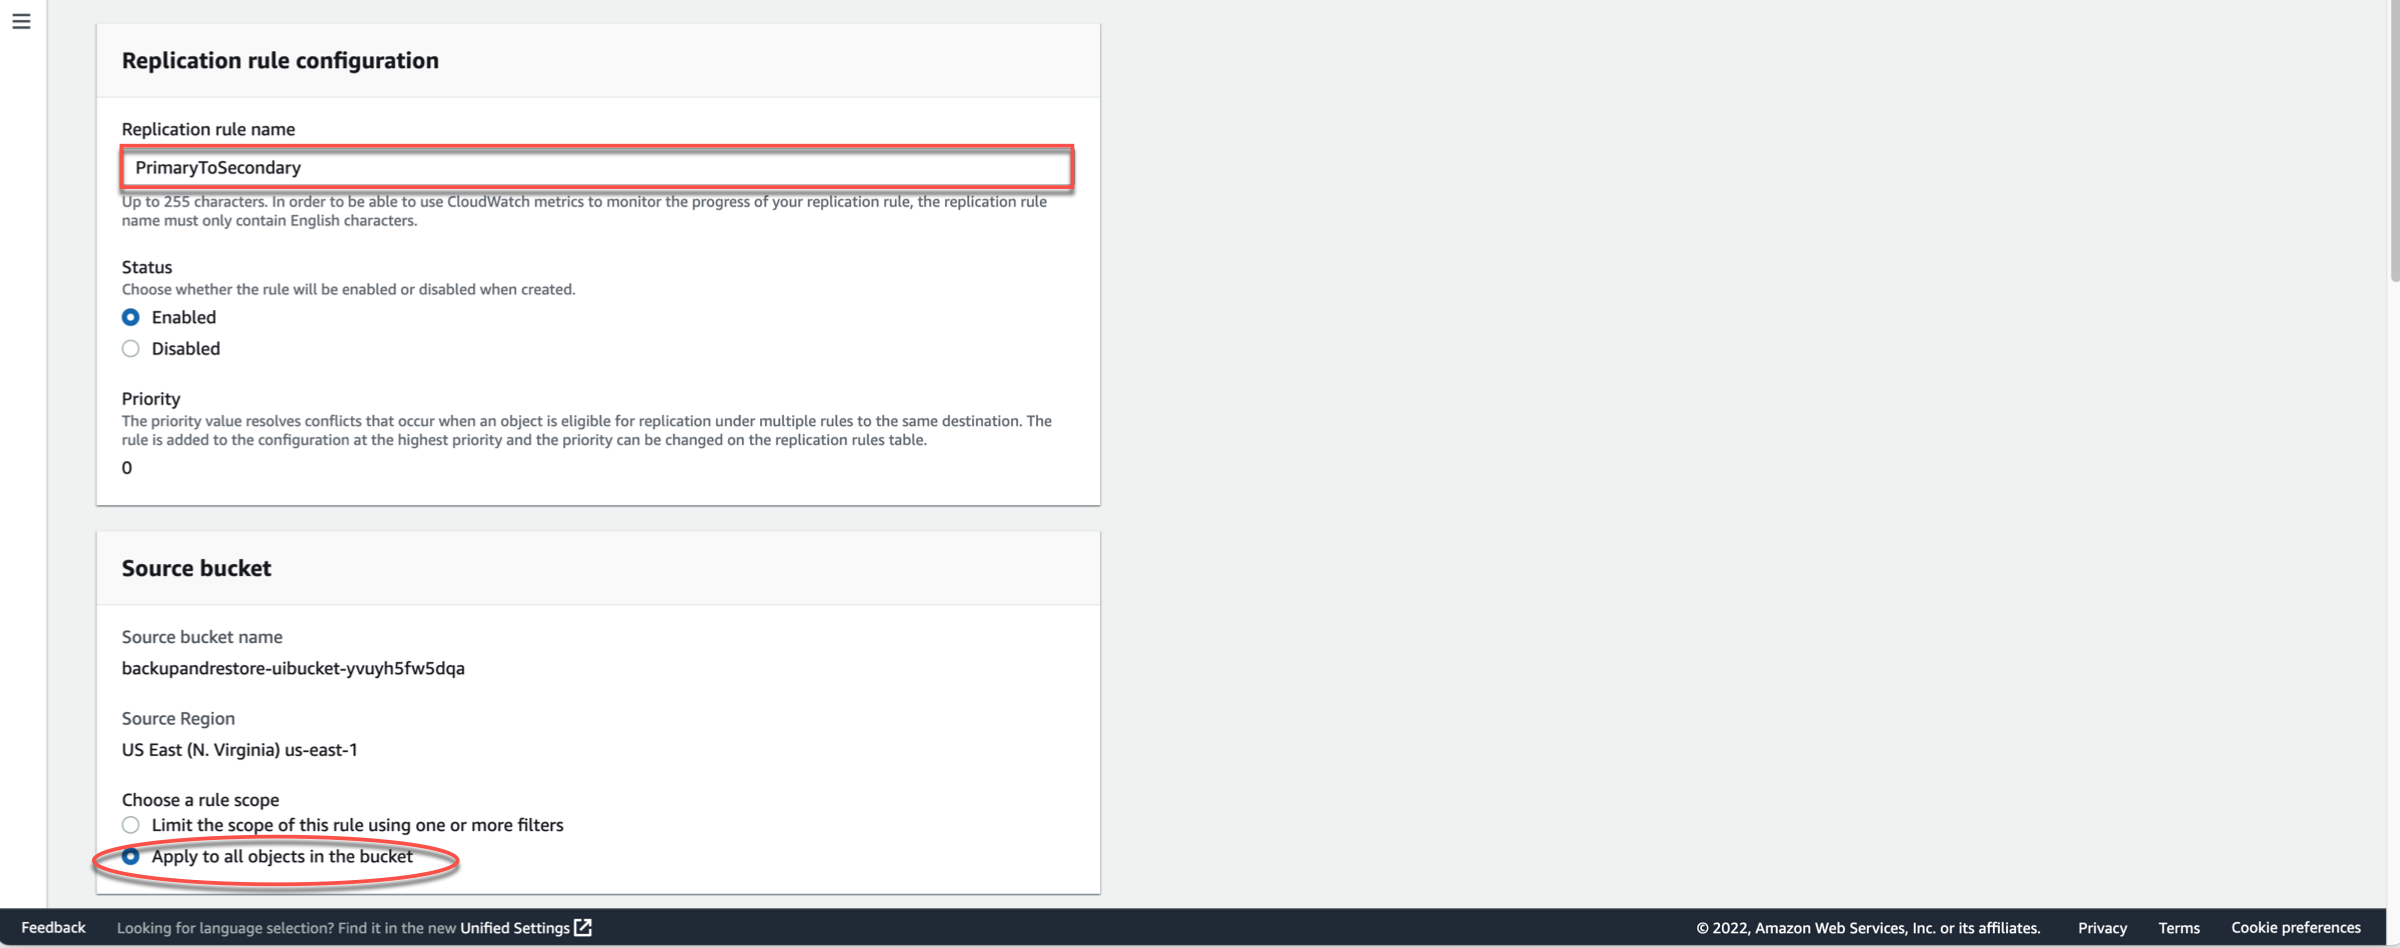 Replication rule configuration
Replication rule name
PrimaryToSecondary
Up to 255 characters. In order to be able to use CloudWatch metrics to monitor the progress of your replication rule, the replication rule
name must only contain English characters.
Status
Choose whether the rule will be enabled or disabled when created.
Enabled
Disabled
Priority
The priority value resolves conflicts that occur when an object is eligible for replication under multiple rules to the same destination. The
rule is added to the configuration at the highest priority and the priority can be changed on the replication rules table.
0
Source bucket
Source bucket name
backupandrestore-uibucket-yvuyh5fw5dqa
Source Region
US East (N. Virginia) us-east-1
Choose a rule scope
Limit the scope of this rule using one or more filters
Apply to all objects in the bucket
Feedback Looking for language selection? Find it in the new Unified Settings © 2022, Amazon Web Services, Inc. or its affiliates. Privacy Terms Cookie preferences